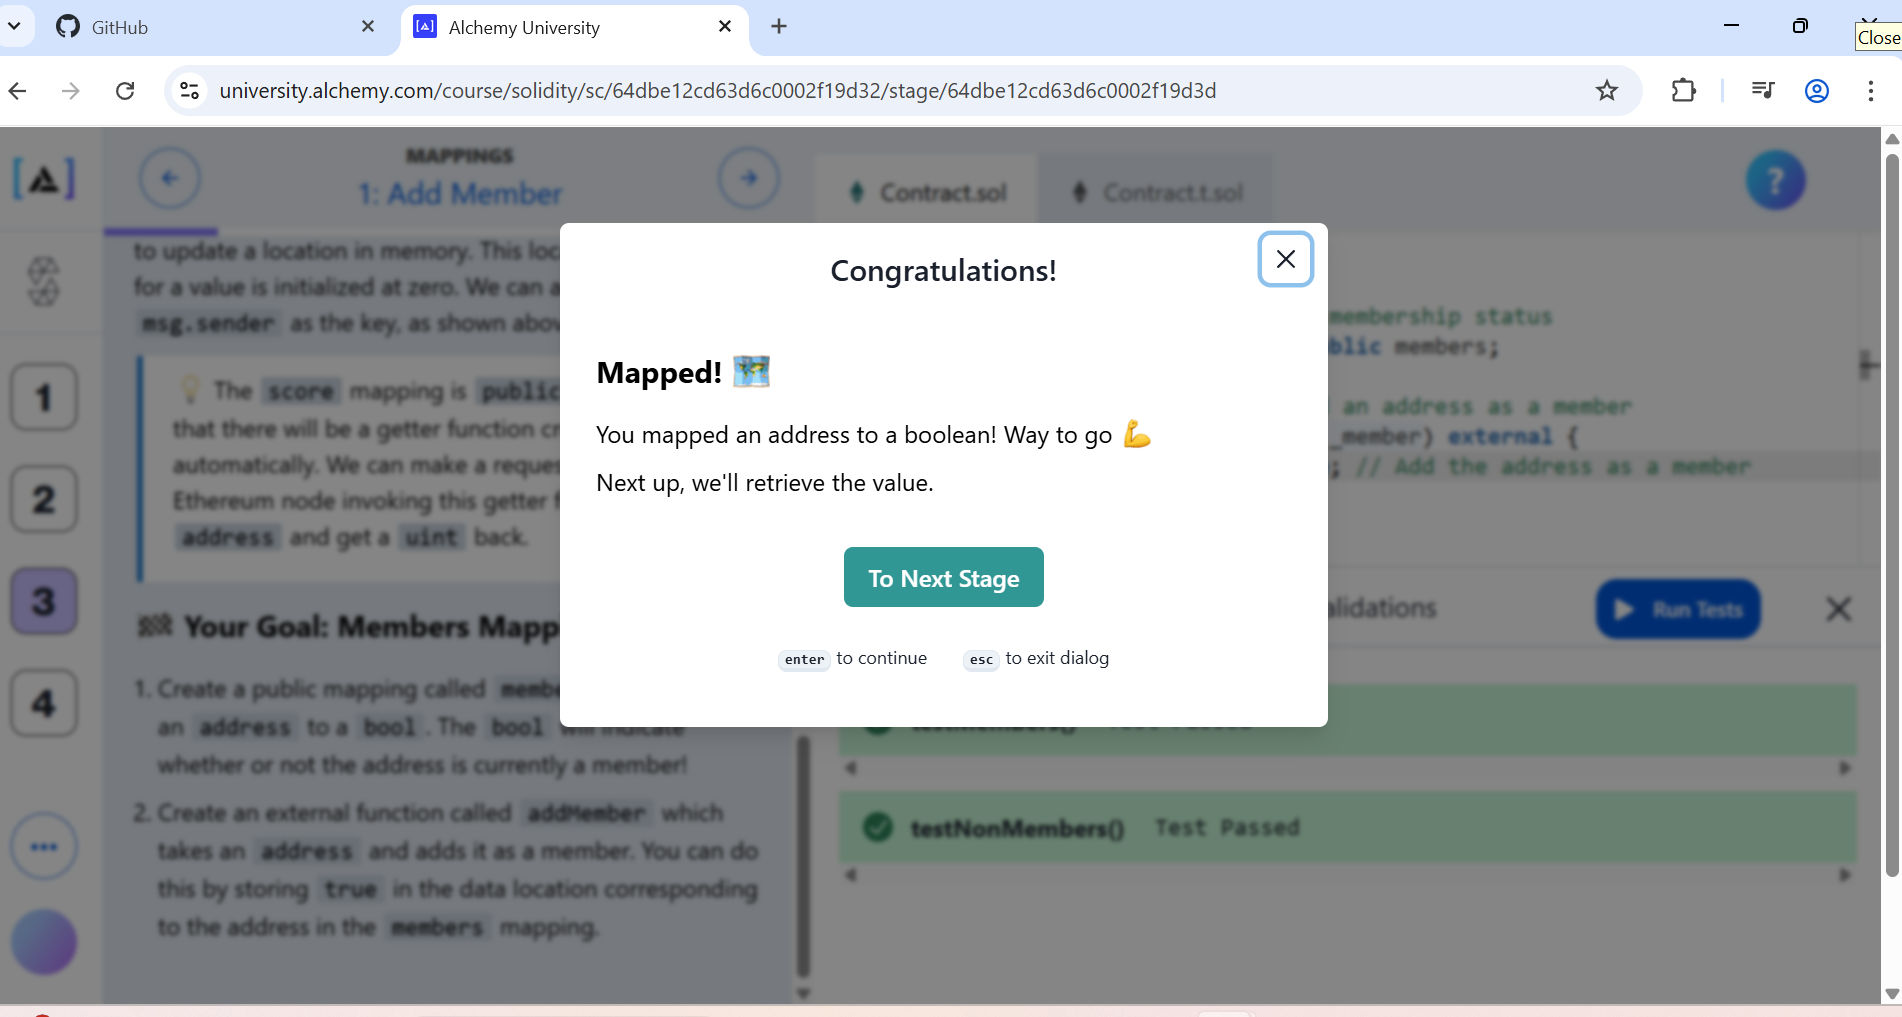 GitHub
Alchemy University
Close
university.alchemy.com/course/solidity/sc/64dbe12cd63d6c0002f19d32/stage/64dbe12cd63d6c0002f19d3d
MAPPINGS
1: Add Member
Contract.sol
Contract.t.sol
?
to update a location in memory. This
for a value is initialized at zero. We can
msg.sender as the key, as shown
The score mapping is public
that there will be a getter function
automatically. We can make a
Ethereum node invoking this getter
address and get a uint back.
Your Goal: Members
1. Create a public mapping called
an address to a bool. The bool will indicate
whether or not the address is currently a member!
2. Create an external function called addMember which
takes an address and adds it as a member. You can do
this by storing true in the data location corresponding
to the address in the members mapping.
1
2
3
4
Congratulations!
Mapped!
You mapped an address to a boolean! Way to go
Next up, we'll retrieve the value.
To Next Stage
enter to continue
esc to exit dialog
membership status
members;
an address as a member
_member) external {
; // Add the address as a member
Run Tests
testMembers() Test Passed
testNonMembers() Test Passed